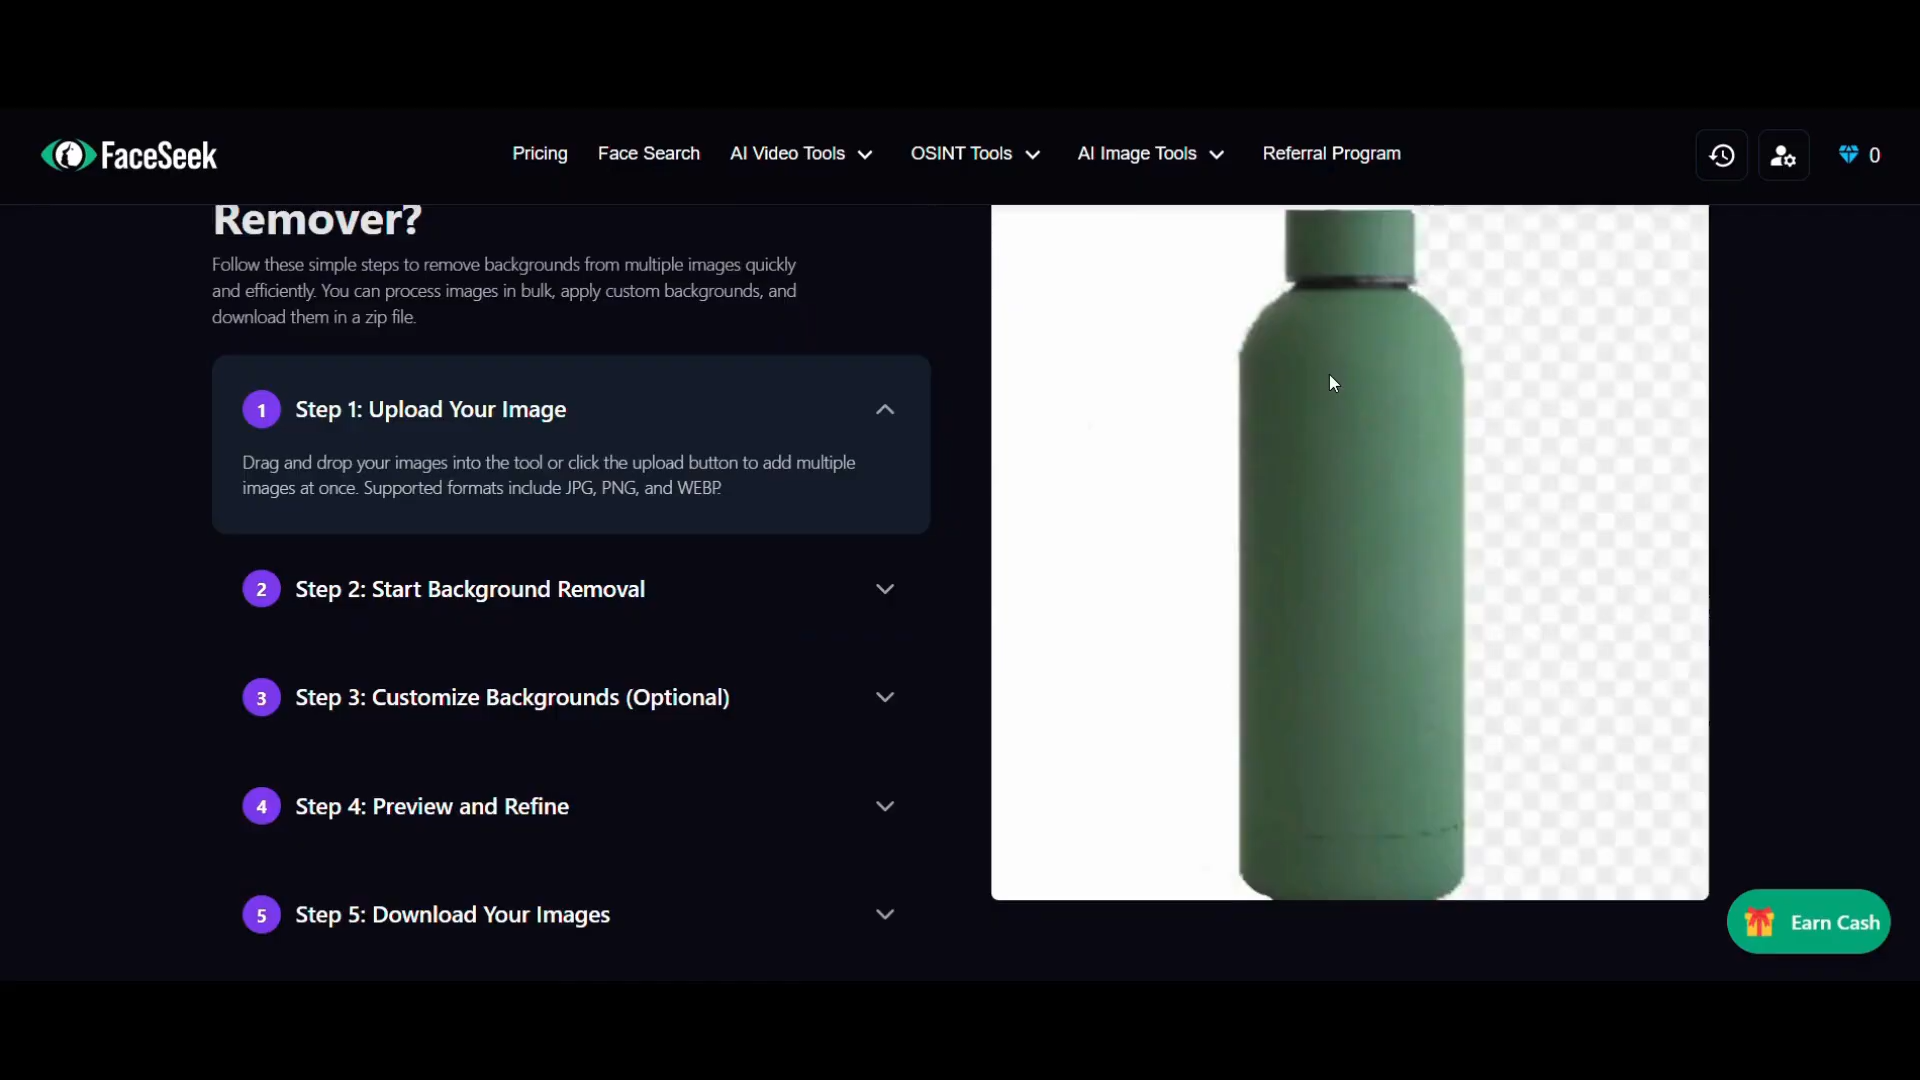 FaceSeek
Pricing
Face Search
AI Video Tools
OSINT Tools
AI Image Tools
Referral Program
0
Remover?
Follow these simple steps to remove backgrounds from multiple images quickly
and efficiently. You can process images in bulk, apply custom backgrounds, and
download them in a zip file.
1 Step 1: Upload Your Image
Drag and drop your images into the tool or click the upload button to add multiple
images at once. Supported formats include JPG, PNG, and WEBP.
2 Step 2: Start Background Removal
3 Step 3: Customize Backgrounds (Optional)
4 Step 4: Preview and Refine
5 Step 5: Download Your Images
Earn Cash